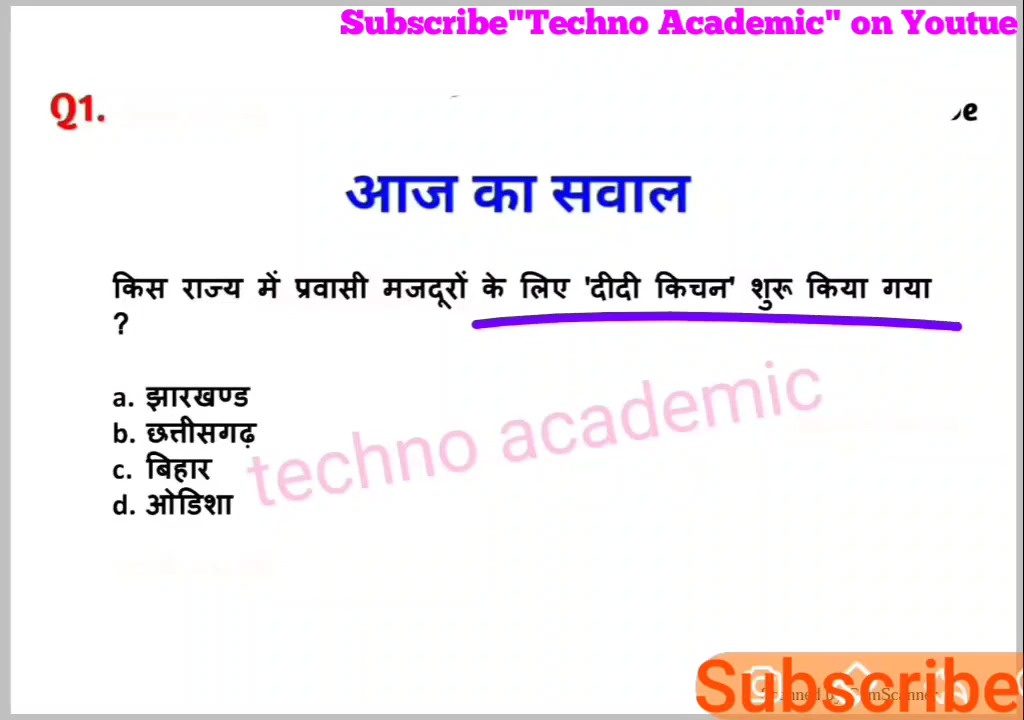 Subscribe"Techno Academic" on Youtue
Q1.
आज का सवाल
किस राज्य में प्रवासी मजदूरों के लिए 'दीदी किचन' शुरू किया गया
?
a. झारखण्ड
b. छत्तीसगढ़
c. बिहार
d. ओडिशा
techno academic
Subscribe